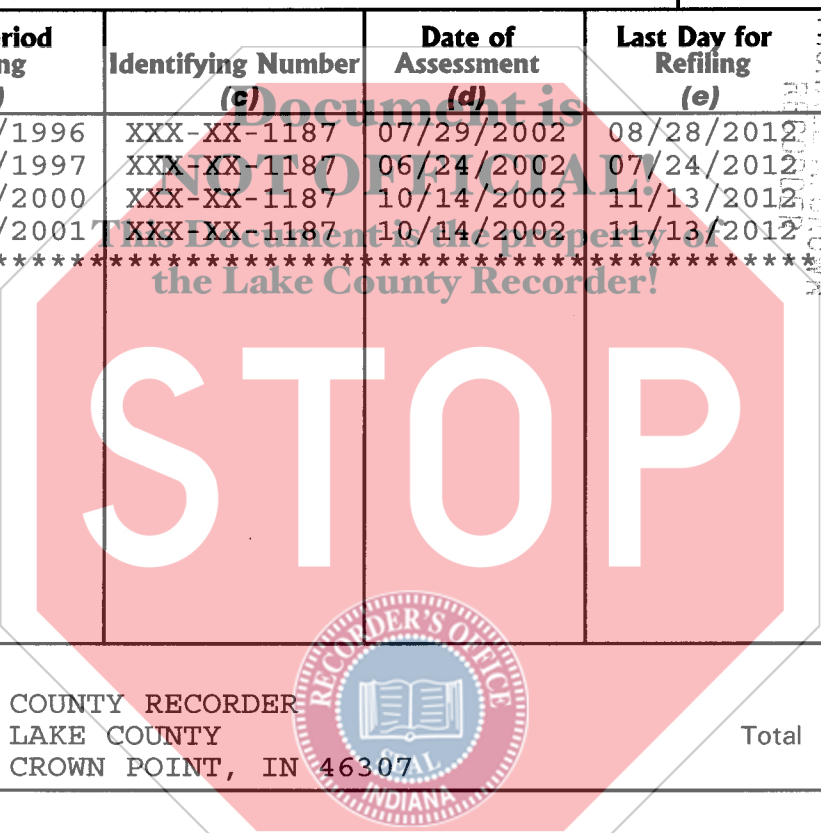 riod Date of Last Day for
ng Identifying Number Assessment Refiling
) (c) (d) (e)
/1996 XXX-XX-1187 07/29/2002 08/28/2012
/1997 XXX-XX-1187 06/24/2002 07/24/2012
/2000 XXX-XX-1187 10/14/2002 11/13/2012
/2001 XXX-XX-1187 10/14/2002 11/13/2012
Document is
NOT OFFICIAL!
This Document is the property of
the Lake County Recorder!
STOP
COUNTY RECORDER
LAKE COUNTY Total
CROWN POINT, IN 46307
RECORDER'S OFFICE
SEAL
INDIANA